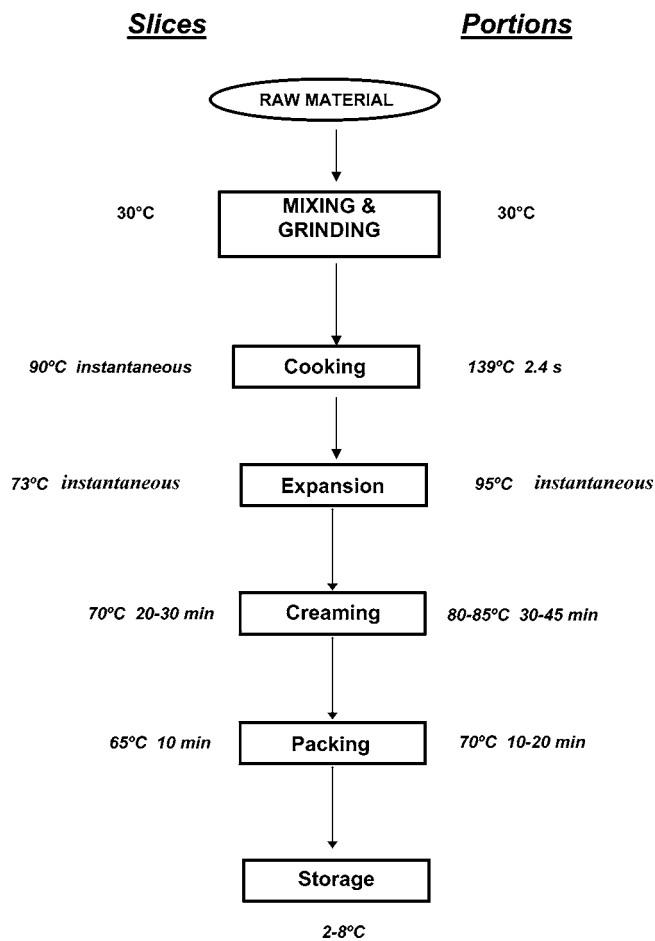 Slices Portions
RAW MATERIAL
30°C MIXING & 30°C
GRINDING
90ºC instantaneous Cooking 139ºC 2.4 s
73ºC instantaneous Expansion 95ºC instantaneous
70ºC 20-30 min Creaming 80-85ºC 30-45 min
65ºC 10 min Packing 70ºC 10-20 min
Storage
2-8ºC